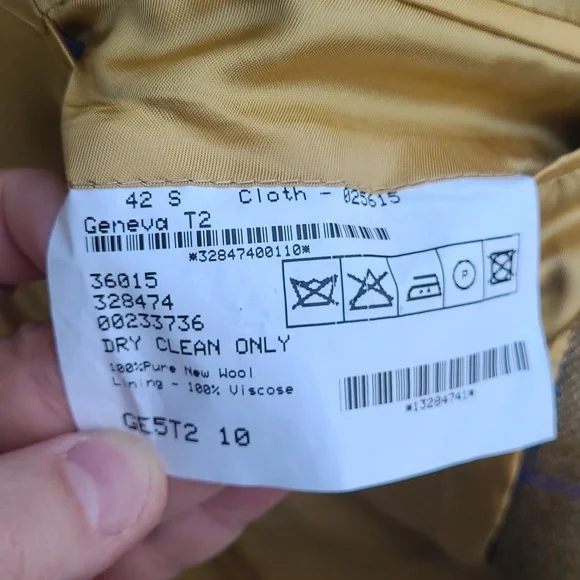 42 S Cloth - 025615
Geneva T2
*32847400110*
36015
328474
00233736
DRY CLEAN ONLY
100%Pure New Wool
Lining - 100% Viscose
P
*13284741*
GE5T2 10